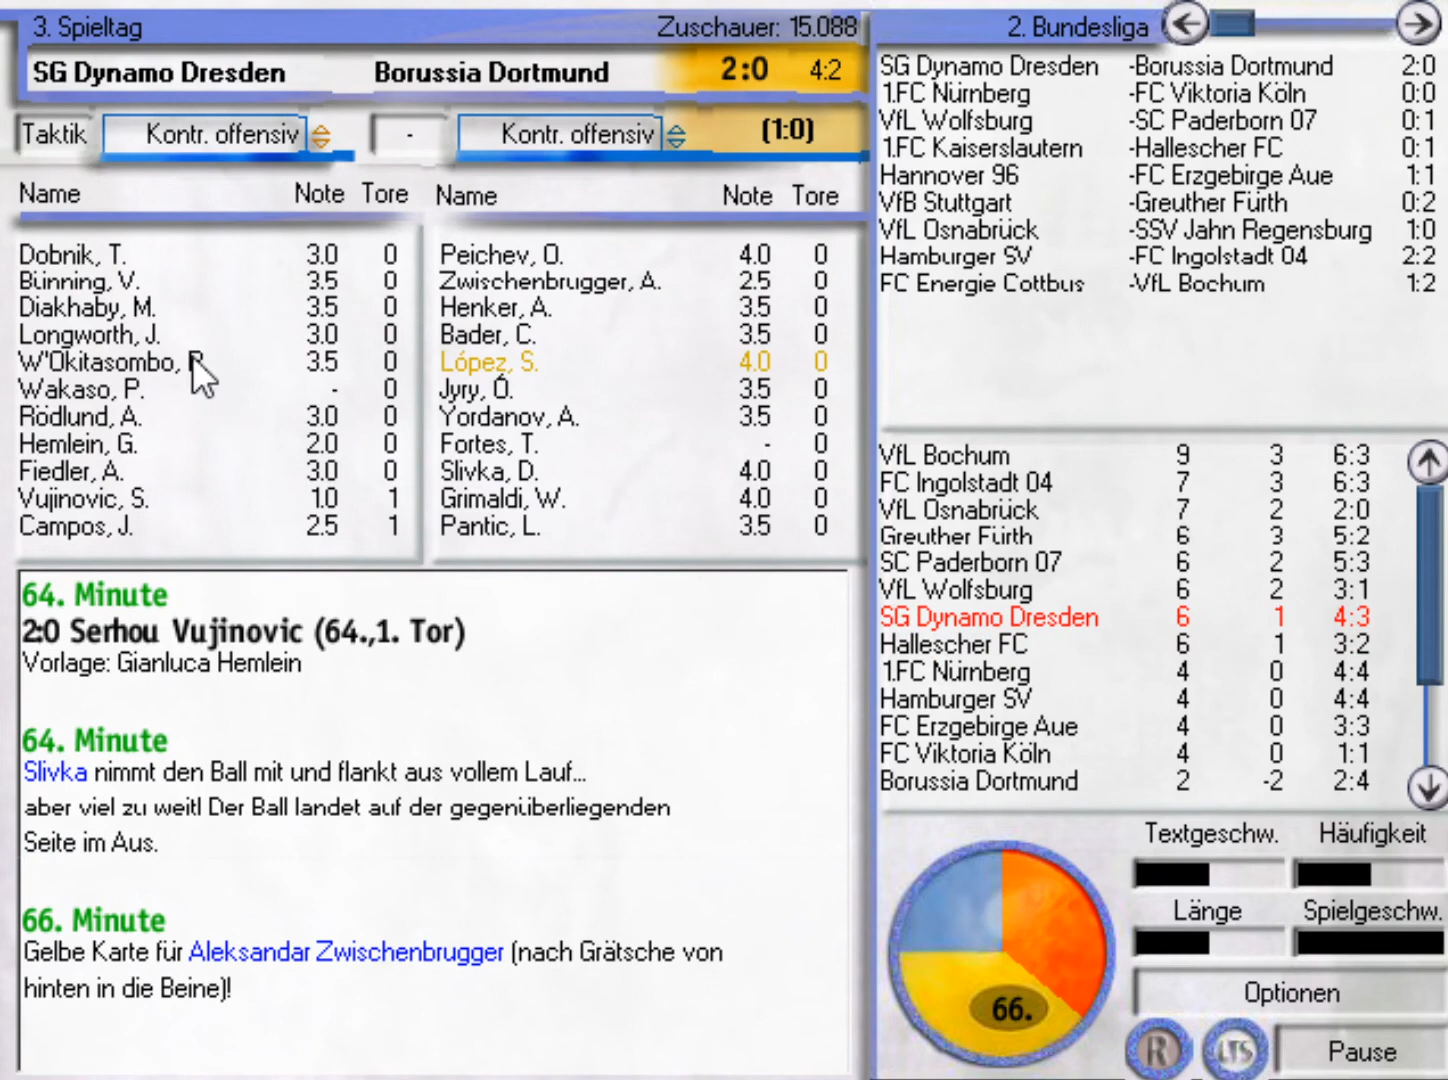 3. Spieltag Zuschauer: 15.088
SG Dynamo Dresden Borussia Dortmund 2:0 4:2
Taktik Kontr. offensiv - Kontr. offensiv (1:0)
Name Note Tore Name Note Tore
Dobnik, T. 3.0 0 Peichev, O. 4.0 0
Bünning, V. 3.5 0 Zwischenbrugger, A. 2.5 0
Diakhaby, M. 3.5 0 Henker, A. 3.5 0
Longworth, J. 3.0 0 Bader, C. 3.5 0
W'Okitasombo, 3.5 0 López, S. 4.0 0
Wakaso, P. - 0 Jyry, Ó. 3.5 0
Rödlund, A. 3.0 0 Yordanov, A. 3.5 0
Hemlein, G. 2.0 0 Fortes, T. - 0
Fiedler, A. 3.0 0 Slivka, D. 4.0 0
Vujinovic, S. 1.0 1 Grimaldi, W. 4.0 0
Campos, J. 2.5 1 Pantic, L. 3.5 0
64. Minute
2:0 Serhou Vujinovic (64.,1. Tor)
Vorlage: Gianluca Hemlein
64. Minute
Slivka nimmt den Ball mit und flankt aus vollem Lauf...
aber viel zu weit! Der Ball landet auf der gegenüberliegenden
Seite im Aus.
66. Minute
Gelbe Karte für Aleksandar Zwischenbrugger (nach Grätsche von
hinten in die Beine)!
2. Bundesliga
SG Dynamo Dresden -Borussia Dortmund 2:0
1.FC Nürnberg -FC Viktoria Köln 0:0
VfL Wolfsburg -SC Paderborn 07 0:1
1.FC Kaiserslautern -Hallescher FC 0:1
Hannover 96 -FC Erzgebirge Aue 1:1
VfB Stuttgart -Greuther Fürth 0:2
VfL Osnabrück -SSV Jahn Regensburg 1:0
Hamburger SV -FC Ingolstadt 04 2:2
FC Energie Cottbus -VfL Bochum 1:2
VfL Bochum 9 3 6:3
FC Ingolstadt 04 7 3 6:3
VfL Osnabrück 7 2 2:0
Greuther Fürth 6 3 5:2
SC Paderborn 07 6 2 5:3
VfL Wolfsburg 6 2 3:1
SG Dynamo Dresden 6 1 4:3
Hallescher FC 6 1 3:2
1.FC Nürnberg 4 0 4:4
Hamburger SV 4 0 4:4
FC Erzgebirge Aue 4 0 3:3
FC Viktoria Köln 4 0 1:1
Borussia Dortmund 2 -2 2:4
Textgeschw. Häufigkeit
Länge Spielgeschw.
66.
Optionen
R LTS Pause